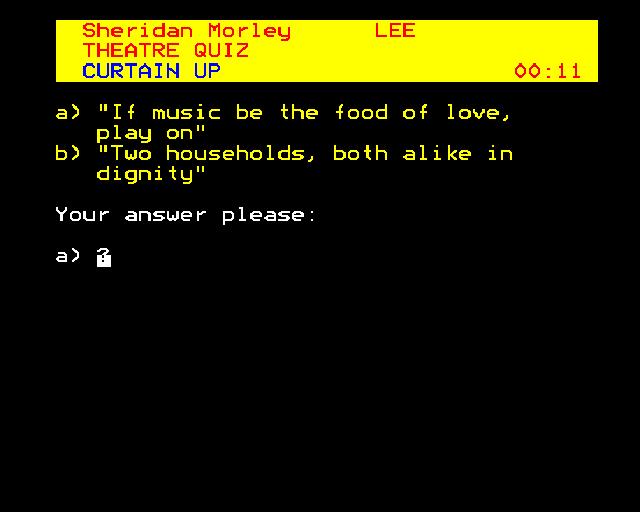 Sheridan Morley LEE
THEATRE QUIZ
CURTAIN UP 00:11
a) "If music be the food of love,
play on"
b) "Two households, both alike in
dignity"
Your answer please:
a) ?